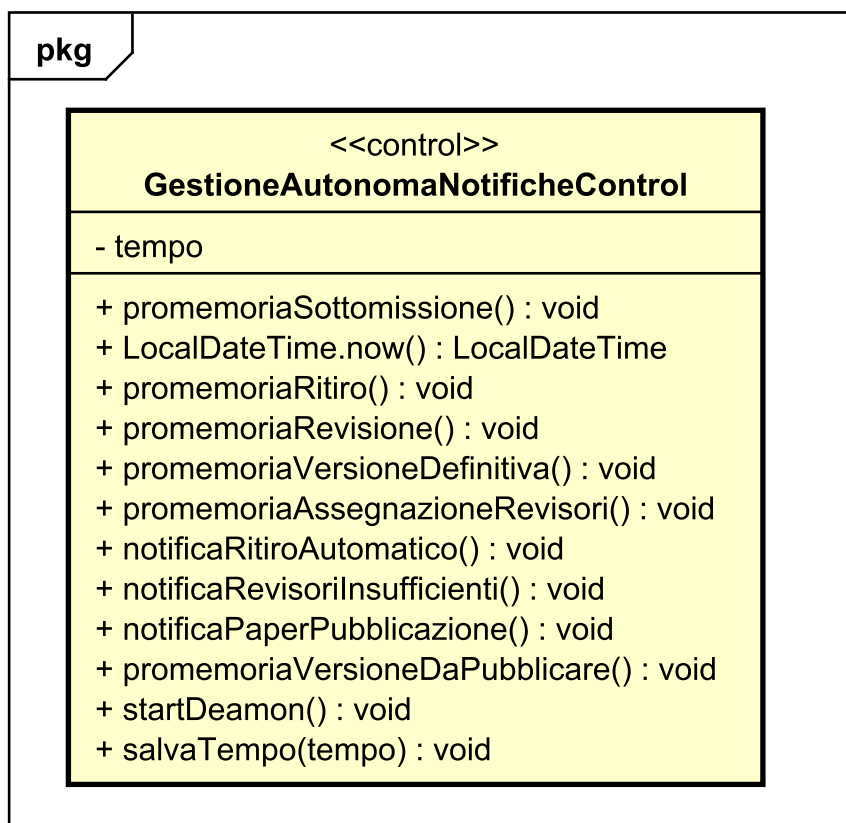 pkg
<<control>>
GestioneAutonomaNotificheControl
- tempo
+ promemoriaSottomissione() : void
+ LocalDateTime.now() : LocalDateTime
+ promemoriaRitiro() : void
+ promemoriaRevisione() : void
+ promemoriaVersioneDefinitiva() : void
+ promemoriaAssegnazioneRevisori() : void
+ notificaRitiroAutomatico() : void
+ notificaRevisoriInsufficienti() : void
+ notificaPaperPubblicazione() : void
+ promemoriaVersioneDaPubblicare() : void
+ startDeamon() : void
+ salvaTempo(tempo) : void